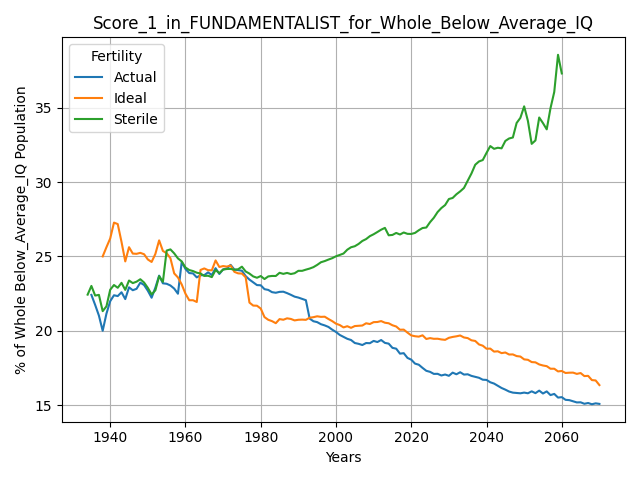 Score_1_in_FUNDAMENTALIST_for_Whole_Below_Average_IQ
Fertility
Actual
Ideal
Sterile
% of Whole Below_Average_IQ Population
35
30
25
20
15
1940 1960 1980 2000 2020 2040 2060
Years